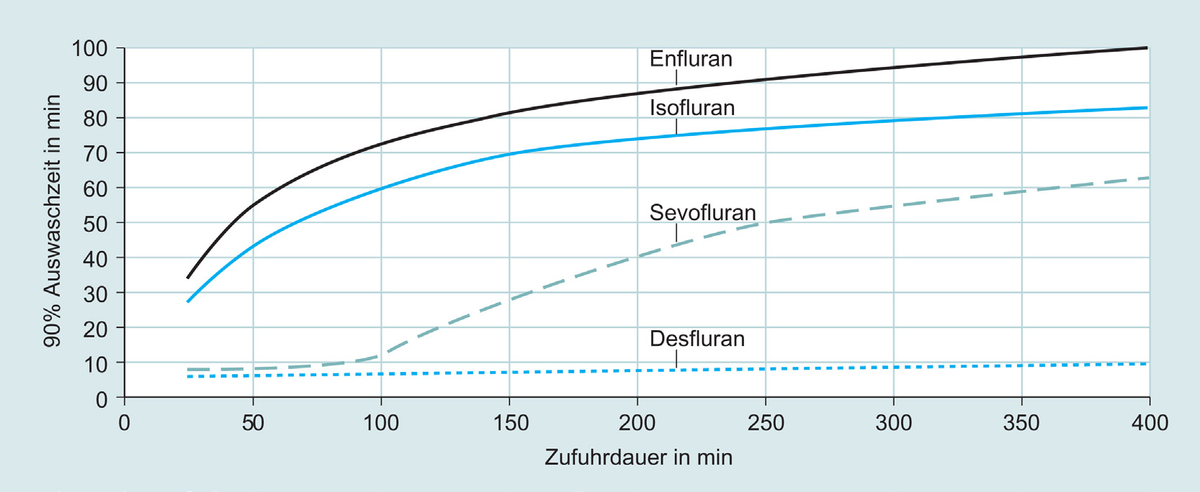 90% Auswaschzeit in min
100
90
80
70
60
50
40
30
20
10
0
Enfluran
Isofluran
Sevofluran
Desfluran
0 50 100 150 200 250 300 350 400
Zufuhrdauer in min